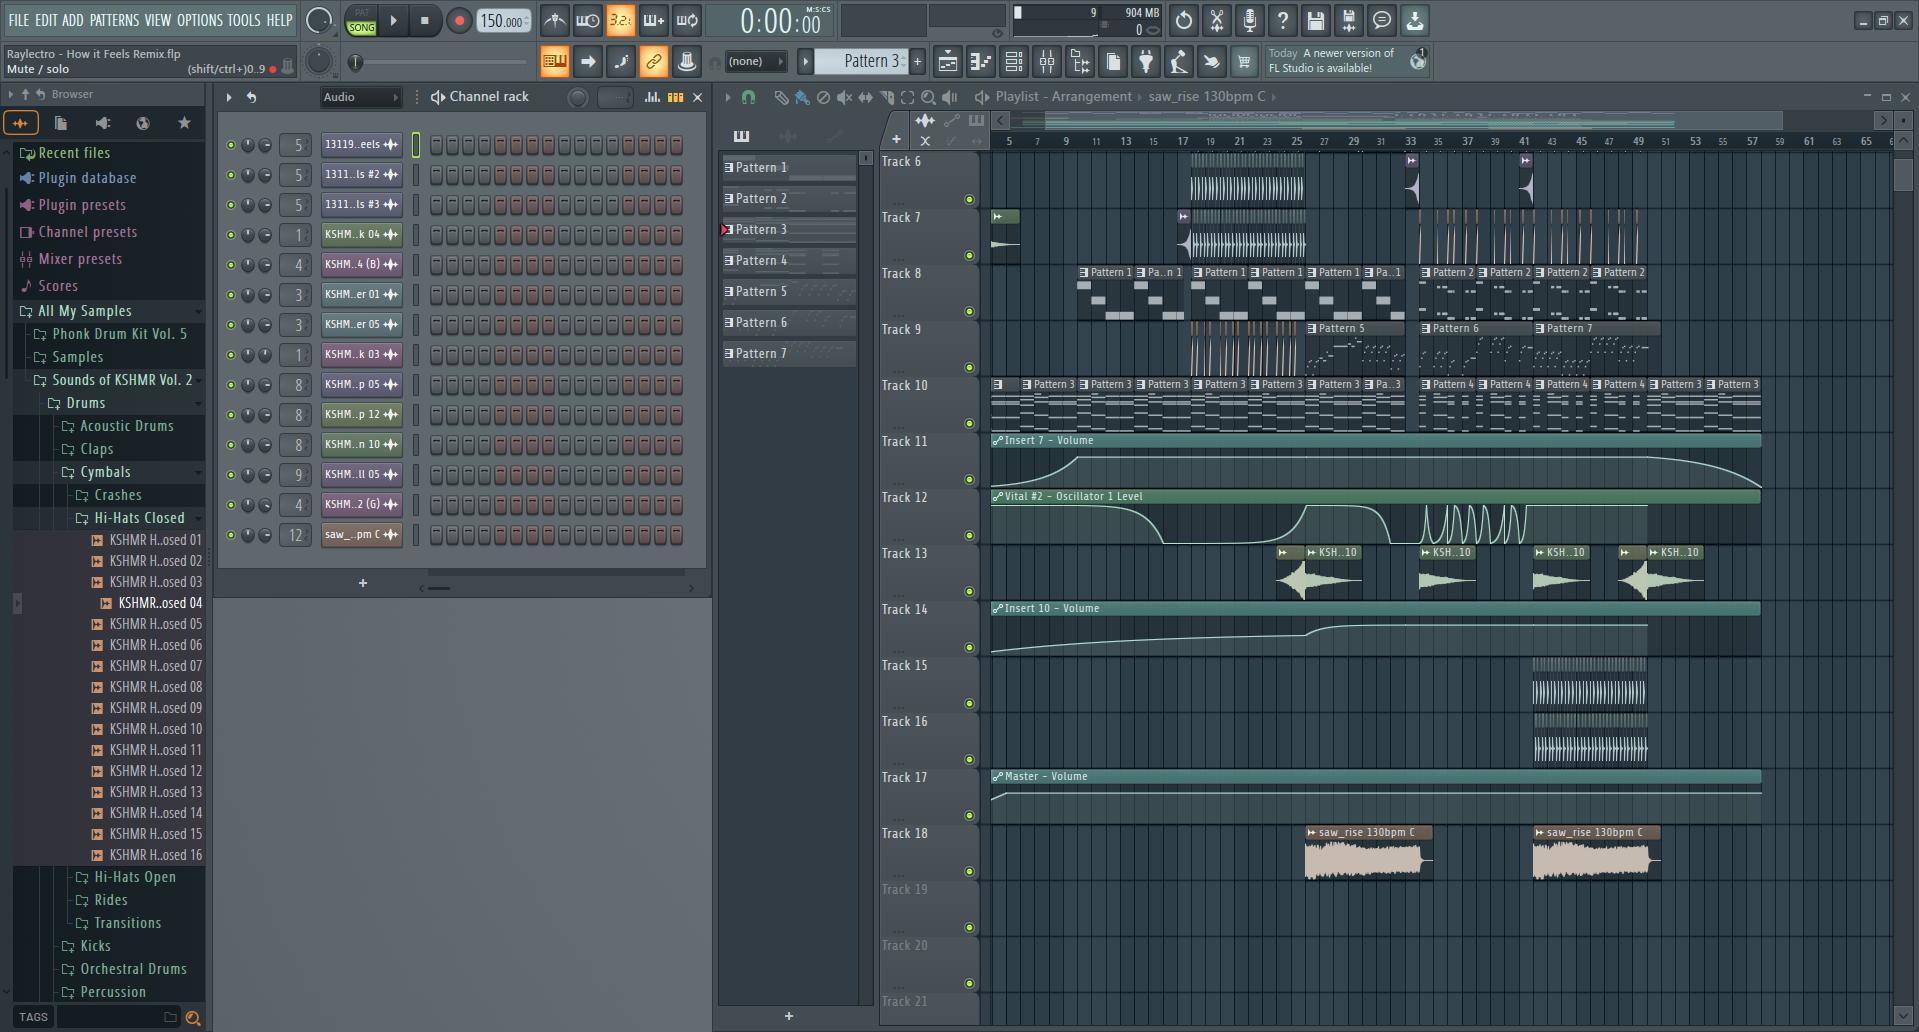 FILE EDIT ADD PATTERNS VIEW OPTIONS TOOLS HELP
PAT
SONG
150.000
3.2.
M:S:CS
0:00:00
9
904 MB
0
Raylectro - How it Feels Remix.flp
Mute / solo
(shift/ctrl+)0..9
(none)
Pattern 3
+
Today A newer version of
FL Studio is available!
1
Browser
Recent files
Plugin database
Plugin presets
Channel presets
Mixer presets
Scores
All My Samples
Phonk Drum Kit Vol. 5
Samples
Sounds of KSHMR Vol. 2
Drums
Acoustic Drums
Claps
Cymbals
Crashes
Hi-Hats Closed
KSHMR H..osed 01
KSHMR H..osed 02
KSHMR H..osed 03
KSHMR..osed 04
KSHMR H..osed 05
KSHMR H..osed 06
KSHMR H..osed 07
KSHMR H..osed 08
KSHMR H..osed 09
KSHMR H..osed 10
KSHMR H..osed 11
KSHMR H..osed 12
KSHMR H..osed 13
KSHMR H..osed 14
KSHMR H..osed 15
KSHMR H..osed 16
Hi-Hats Open
Rides
Transitions
Kicks
Orchestral Drums
Percussion
TAGS
Audio
Channel rack
5 13119..eels
5 1311..ls #2
5 1311..ls #3
1 KSHM..k 04
4 KSHM..4 (B)
3 KSHM..er 01
3 KSHM..er 05
1 KSHM..k 03
8 KSHM..p 05
8 KSHM..p 12
8 KSHM..n 10
9 KSHM..ll 05
4 KSHM..2 (G)
12 saw_..pm C
+
Pattern 1
Pattern 2
Pattern 3
Pattern 4
Pattern 5
Pattern 6
Pattern 7
+
Playlist - Arrangement › saw_rise 130bpm C ›
+
5 7 9 11 13 15 17 19 21 23 25 27 29 31 33 35 37 39 41 43 45 47 49 51 53 55 57 59 61 63 65
Track 6
Track 7
Track 8
Pattern 1 Pa..n 1 Pattern 1 Pattern 1 Pattern 1 Pa..1 Pattern 2 Pattern 2 Pattern 2 Pattern 2
Track 9
Pattern 5 Pattern 6 Pattern 7
Track 10
Pattern 3 Pattern 3 Pattern 3 Pattern 3 Pattern 3 Pattern 3 Pa..3 Pattern 4 Pattern 4 Pattern 4 Pattern 4 Pattern 3 Pattern 3
Track 11
Insert 7 - Volume
Track 12
Vital #2 - Oscillator 1 Level
Track 13
KSH..10 KSH..10 KSH..10 KSH..10
Track 14
Insert 10 - Volume
Track 15
Track 16
Track 17
Master - Volume
Track 18
saw_rise 130bpm C saw_rise 130bpm C
Track 19
Track 20
Track 21